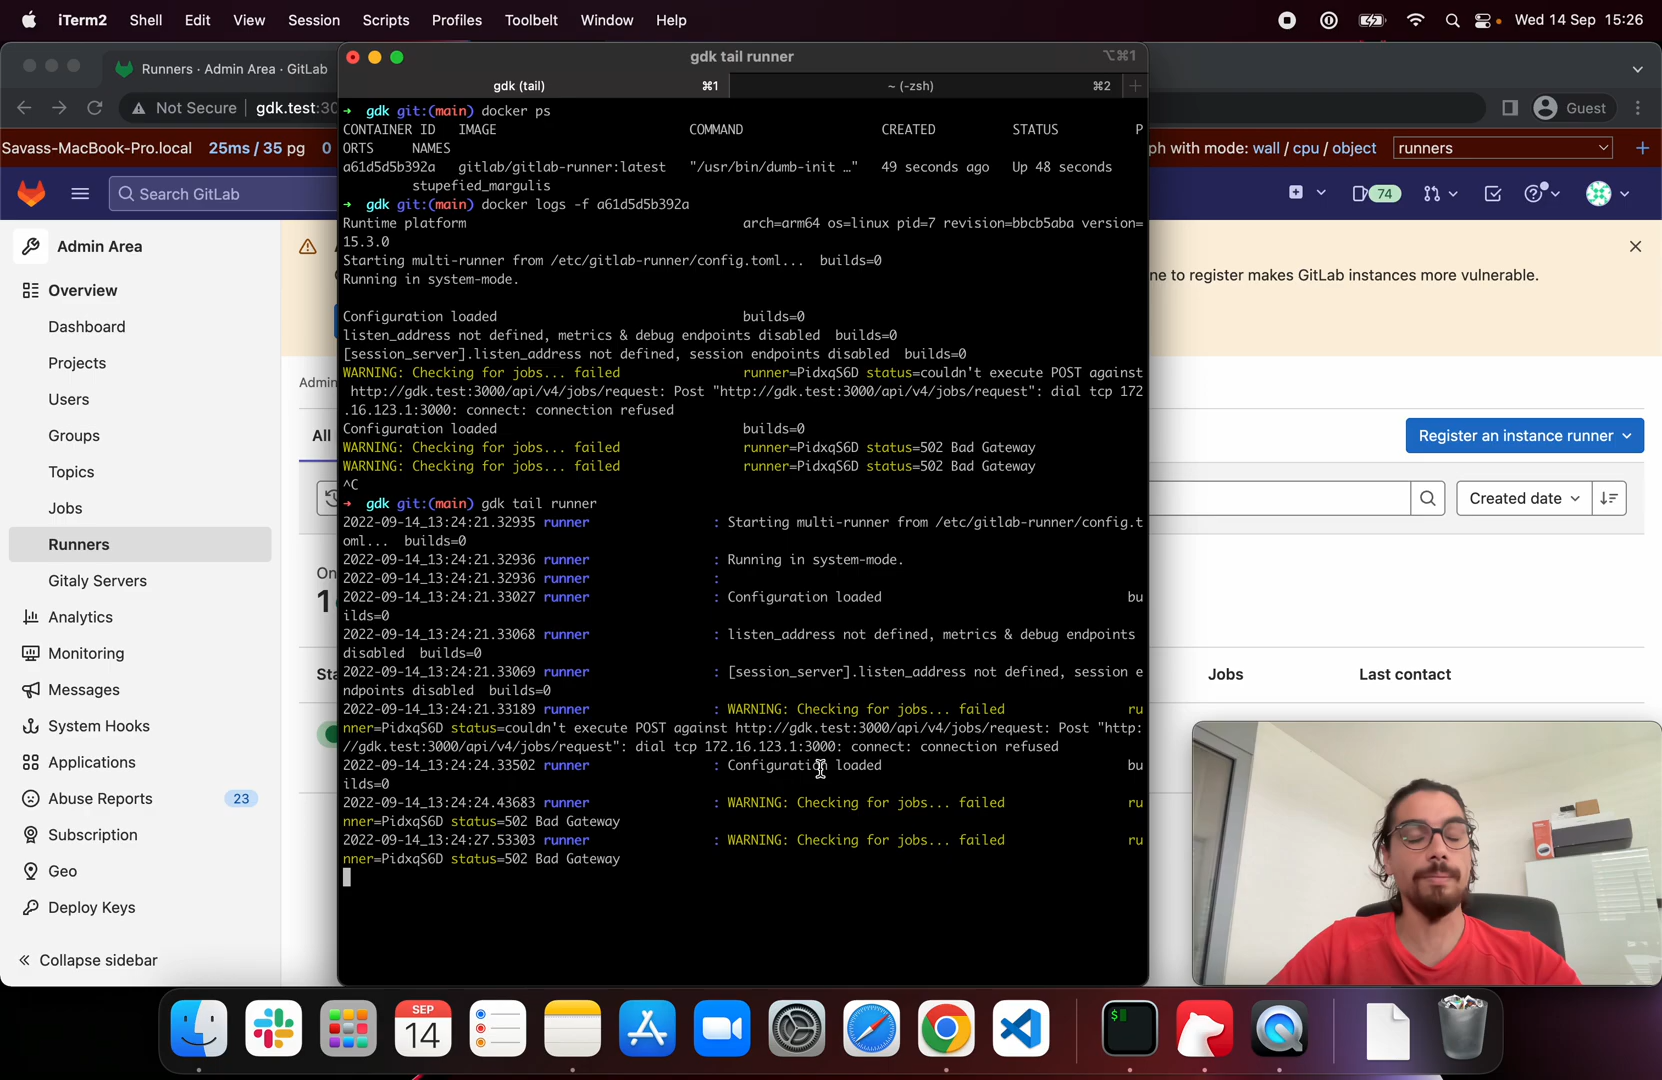 iTerm2 Shell Edit View Session Scripts Profiles Toolbelt Window Help Wed 14 Sep 15:26
Runners · Admin Area · GitLab
gdk tail runner ⌥⌘1
gdk (tail) ⌘1 ~ (-zsh) ⌘2
Not Secure gdk.test:30 Guest
Savass-MacBook-Pro.local 25ms / 35 pg 0 ph with mode: wall / cpu / object runners
Search GitLab 74
Admin Area
ne to register makes GitLab instances more vulnerable.
Overview
Dashboard
Projects
Users
Groups
Topics
Jobs
Runners
Gitaly Servers
Analytics
Monitoring
Messages
System Hooks
Applications
Abuse Reports 23
Subscription
Geo
Deploy Keys
Collapse sidebar
Admin
All
Register an instance runner
Created date
On
1
Sta
Jobs Last contact
→ gdk git:(main) docker ps
CONTAINER ID IMAGE COMMAND CREATED STATUS P
ORTS NAMES
a61d5d5b392a gitlab/gitlab-runner:latest "/usr/bin/dumb-init …" 49 seconds ago Up 48 seconds
stupefied_margulis
→ gdk git:(main) docker logs -f a61d5d5b392a
Runtime platform arch=arm64 os=linux pid=7 revision=bbcb5aba version=
15.3.0
Starting multi-runner from /etc/gitlab-runner/config.toml... builds=0
Running in system-mode.
Configuration loaded builds=0
listen_address not defined, metrics & debug endpoints disabled builds=0
[session_server].listen_address not defined, session endpoints disabled builds=0
WARNING: Checking for jobs... failed runner=PidxqS6D status=couldn't execute POST against
http://gdk.test:3000/api/v4/jobs/request: Post "http://gdk.test:3000/api/v4/jobs/request": dial tcp 172
.16.123.1:3000: connect: connection refused
Configuration loaded builds=0
WARNING: Checking for jobs... failed runner=PidxqS6D status=502 Bad Gateway
WARNING: Checking for jobs... failed runner=PidxqS6D status=502 Bad Gateway
^C
→ gdk git:(main) gdk tail runner
2022-09-14_13:24:21.32935 runner : Starting multi-runner from /etc/gitlab-runner/config.t
oml... builds=0
2022-09-14_13:24:21.32936 runner : Running in system-mode.
2022-09-14_13:24:21.32936 runner :
2022-09-14_13:24:21.33027 runner : Configuration loaded bu
ilds=0
2022-09-14_13:24:21.33068 runner : listen_address not defined, metrics & debug endpoints
disabled builds=0
2022-09-14_13:24:21.33069 runner : [session_server].listen_address not defined, session e
ndpoints disabled builds=0
2022-09-14_13:24:21.33189 runner : WARNING: Checking for jobs... failed ru
nner=PidxqS6D status=couldn't execute POST against http://gdk.test:3000/api/v4/jobs/request: Post "http:
//gdk.test:3000/api/v4/jobs/request": dial tcp 172.16.123.1:3000: connect: connection refused
2022-09-14_13:24:24.33502 runner : Configuration loaded bu
ilds=0
2022-09-14_13:24:24.43683 runner : WARNING: Checking for jobs... failed ru
nner=PidxqS6D status=502 Bad Gateway
2022-09-14_13:24:27.53303 runner : WARNING: Checking for jobs... failed ru
nner=PidxqS6D status=502 Bad Gateway
SEP
14